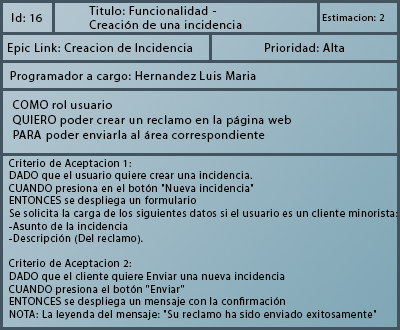 Id: 16
Titulo: Funcionalidad -
Creación de una incidencia
Estimacion: 2
Epic Link: Creacion de Incidencia
Prioridad: Alta
Programador a cargo: Hernandez Luis Maria
COMO rol usuario
QUIERO poder crear un reclamo en la página web
PARA poder enviarla al área correspondiente
Criterio de Aceptacion 1:
DADO que el usuario quiere crear una incidencia.
CUANDO presiona en el botón "Nueva incidencia"
ENTONCES se despliega un formulario
Se solicita la carga de los siguientes datos si el usuario es un cliente minorista:
-Asunto de la incidencia
-Descripción (Del reclamo).
Criterio de Aceptacion 2:
DADO que el cliente quiere Enviar una nueva incidencia
CUANDO presiona el botón "Enviar"
ENTONCES se despliega un mensaje con la confirmación
NOTA: La leyenda del mensaje: "Su reclamo ha sido enviado exitosamente"